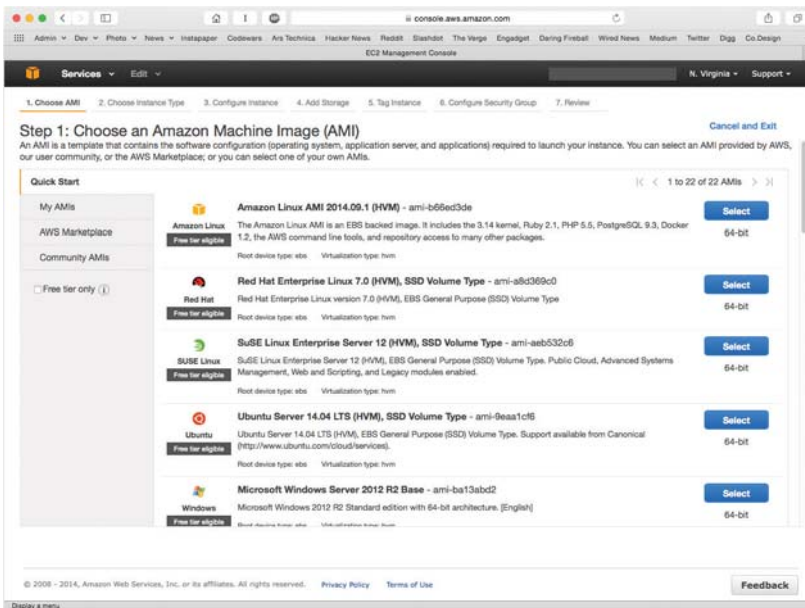 console.aws.amazon.com
Admin Dev Photo News Instapaper Codewars Ars Technica Hacker News Reddit Slashdot The Verge Engadget Daring Fireball Wired News Medium Twitter Digg Co.Design
EC2 Management Console
Services Edit N. Virginia Support
1. Choose AMI 2. Choose Instance Type 3. Configure Instance 4. Add Storage 5. Tag Instance 6. Configure Security Group 7. Review
Step 1: Choose an Amazon Machine Image (AMI)
Cancel and Exit
An AMI is a template that contains the software configuration (operating system, application server, and applications) required to launch your instance. You can select an AMI provided by AWS,
our user community, or the AWS Marketplace; or you can select one of your own AMIs.
Quick Start
1 to 22 of 22 AMIs
My AMIs
AWS Marketplace
Community AMIs
Free tier only
Amazon Linux
Free tier eligible
Amazon Linux AMI 2014.09.1 (HVM) - ami-b66ed3de
The Amazon Linux AMI is an EBS backed image. It includes the 3.14 kernel, Ruby 2.1, PHP 5.5, PostgreSQL 9.3, Docker
1.2, the AWS command line tools, and repository access to many other packages.
Root device type: ebs Virtualization type: hvm
Select
64-bit
Red Hat
Free tier eligible
Red Hat Enterprise Linux 7.0 (HVM), SSD Volume Type - ami-a8d369c0
Red Hat Enterprise Linux version 7.0 (HVM), EBS General Purpose (SSD) Volume Type
Root device type: ebs Virtualization type: hvm
Select
64-bit
SUSE Linux
Free tier eligible
SuSE Linux Enterprise Server 12 (HVM), SSD Volume Type - ami-aeb532c6
SuSE Linux Enterprise Server 12 (HVM), EBS General Purpose (SSD) Volume Type. Public Cloud, Advanced Systems
Management, Web and Scripting, and Legacy modules enabled.
Root device type: ebs Virtualization type: hvm
Select
64-bit
Ubuntu
Free tier eligible
Ubuntu Server 14.04 LTS (HVM), SSD Volume Type - ami-9eaa1cf6
Ubuntu Server 14.04 LTS (HVM), EBS General Purpose (SSD) Volume Type. Support available from Canonical
(http://www.ubuntu.com/cloud/services).
Root device type: ebs Virtualization type: hvm
Select
64-bit
Windows
Free tier eligible
Microsoft Windows Server 2012 R2 Base - ami-ba13abd2
Microsoft Windows 2012 R2 Standard edition with 64-bit architecture. [English]
Root device type: ebs Virtualization type: hvm
Select
64-bit
© 2008 - 2014, Amazon Web Services, Inc. or its affiliates. All rights reserved. Privacy Policy Terms of Use
Feedback
Display a menu